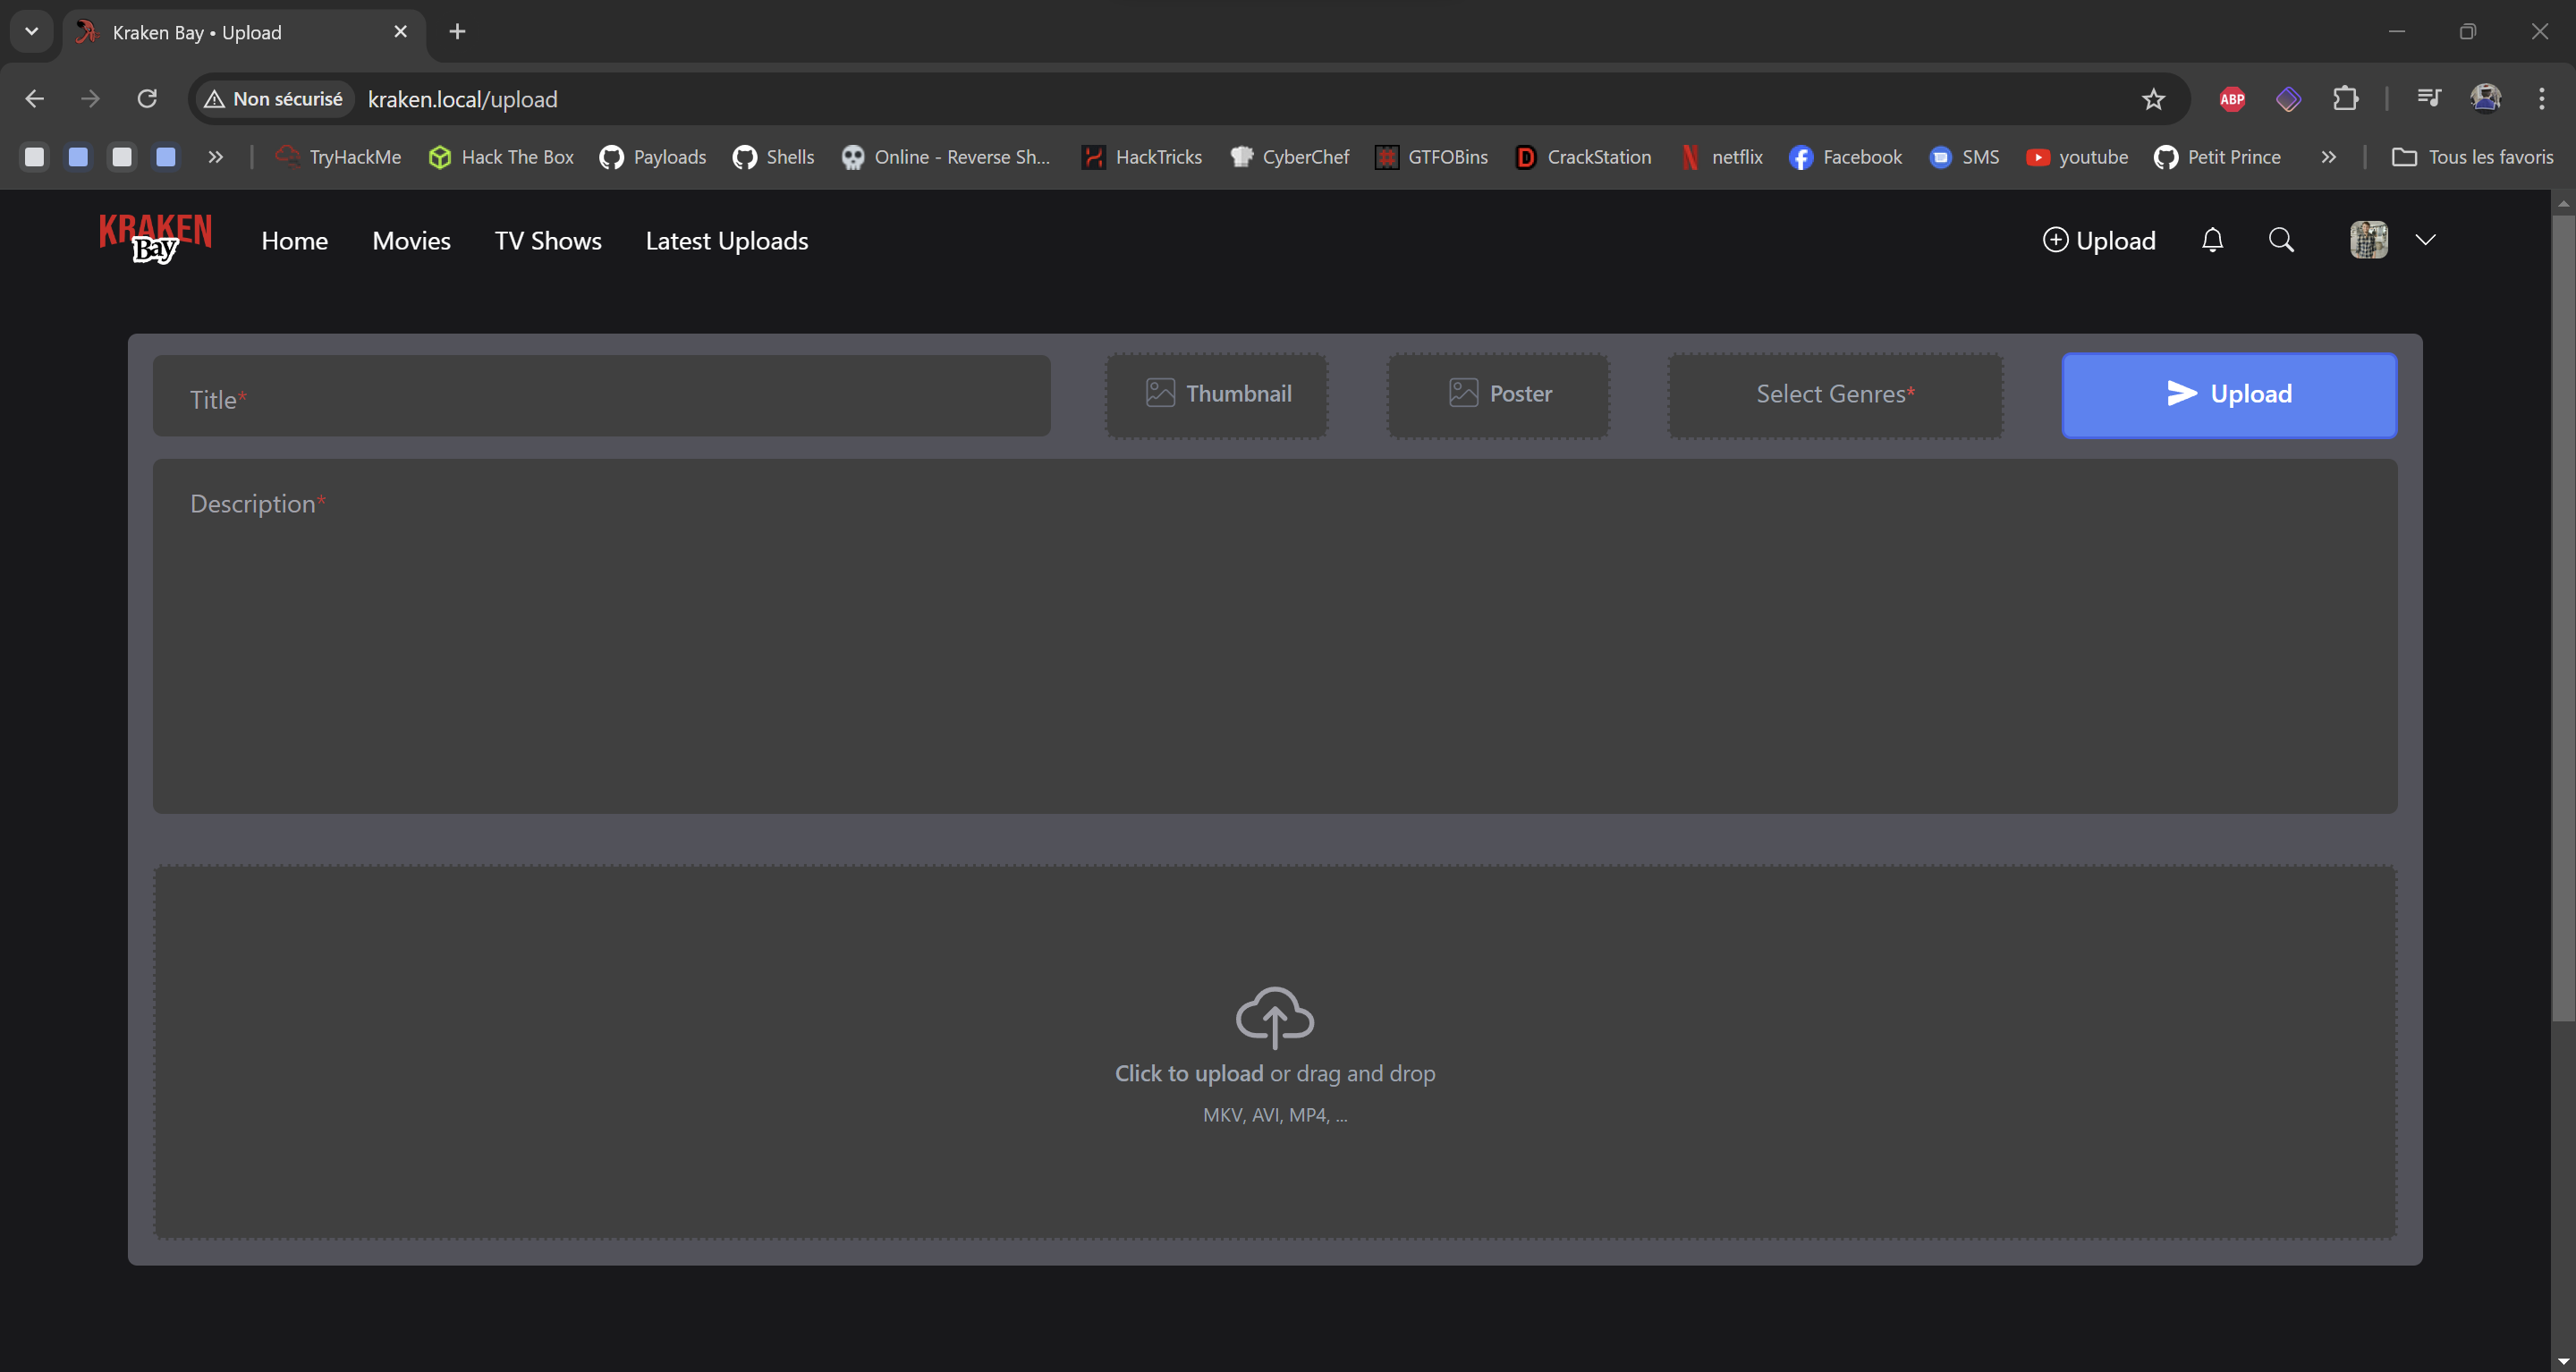 Kraken Bay • Upload
Non sécurisé kraken.local/upload
ABP
TryHackMe Hack The Box Payloads Shells Online - Reverse Sh... HackTricks CyberChef GTFOBins CrackStation netflix Facebook SMS youtube Petit Prince Tous les favoris
KRAKEN
Bay
Home Movies TV Shows Latest Uploads Upload
Title* Thumbnail Poster Select Genres* Upload
Description*
Click to upload or drag and drop
MKV, AVI, MP4, ...